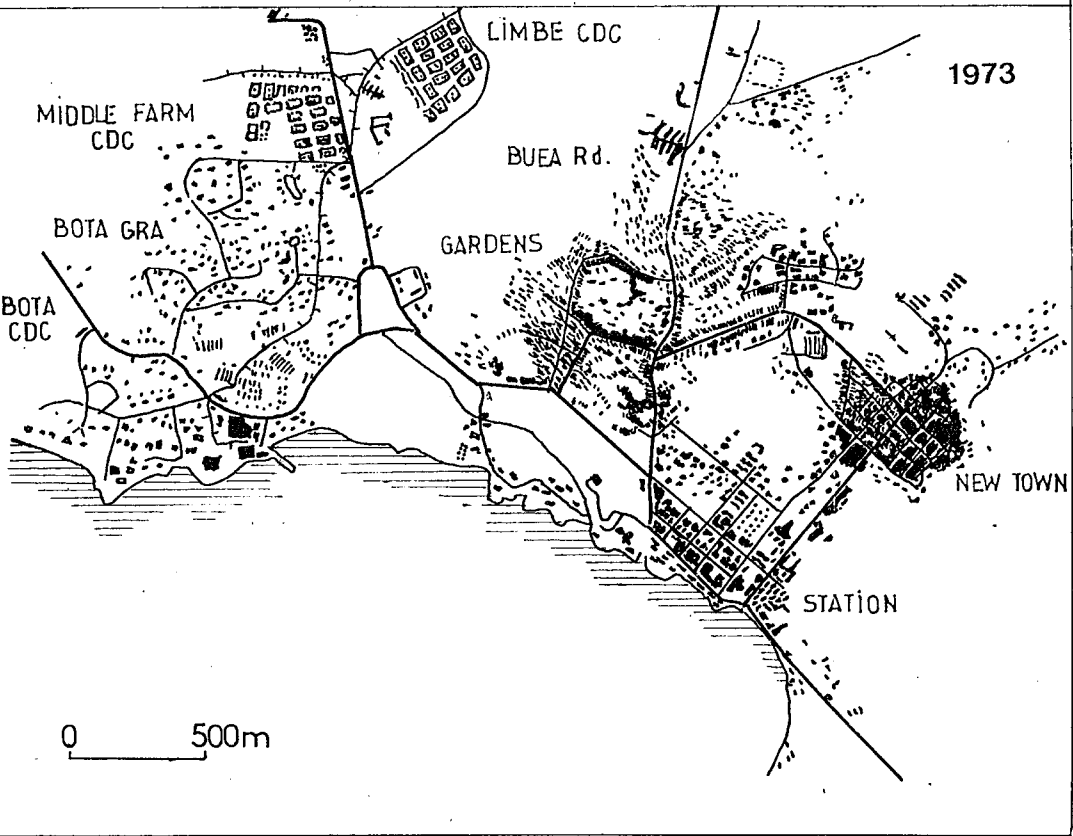 LIMBE CDC
1973
MIDDLE FARM
CDC
BUEA Rd.
BOTA GRA
GARDENS
BOTA
CDC
NEW TOWN
STATION
0 500m